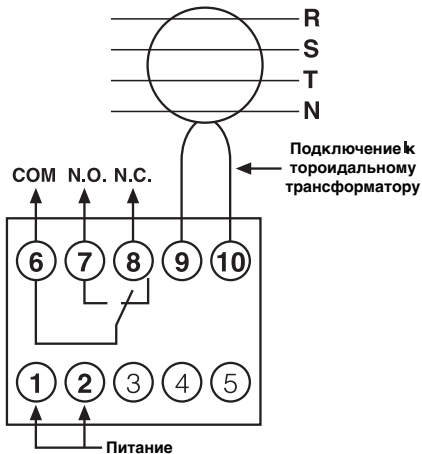 R
S
T
N
Подключение k
тороидальному
трансформатору
COM N.O. N.C.
6 7 8 9 10
1 2 3 4 5
Питание